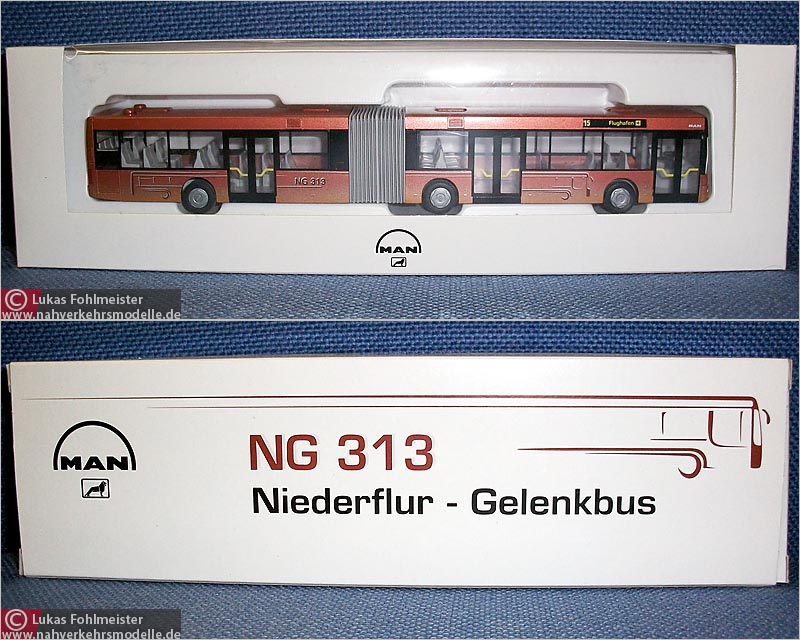 15 Flughafen
MAN
NG 313
MAN
© Lukas Fohlmeister
www.nahverkehrsmodelle.de
MAN
NG 313
Niederflur - Gelenkbus
© Lukas Fohlmeister
www.nahverkehrsmodelle.de